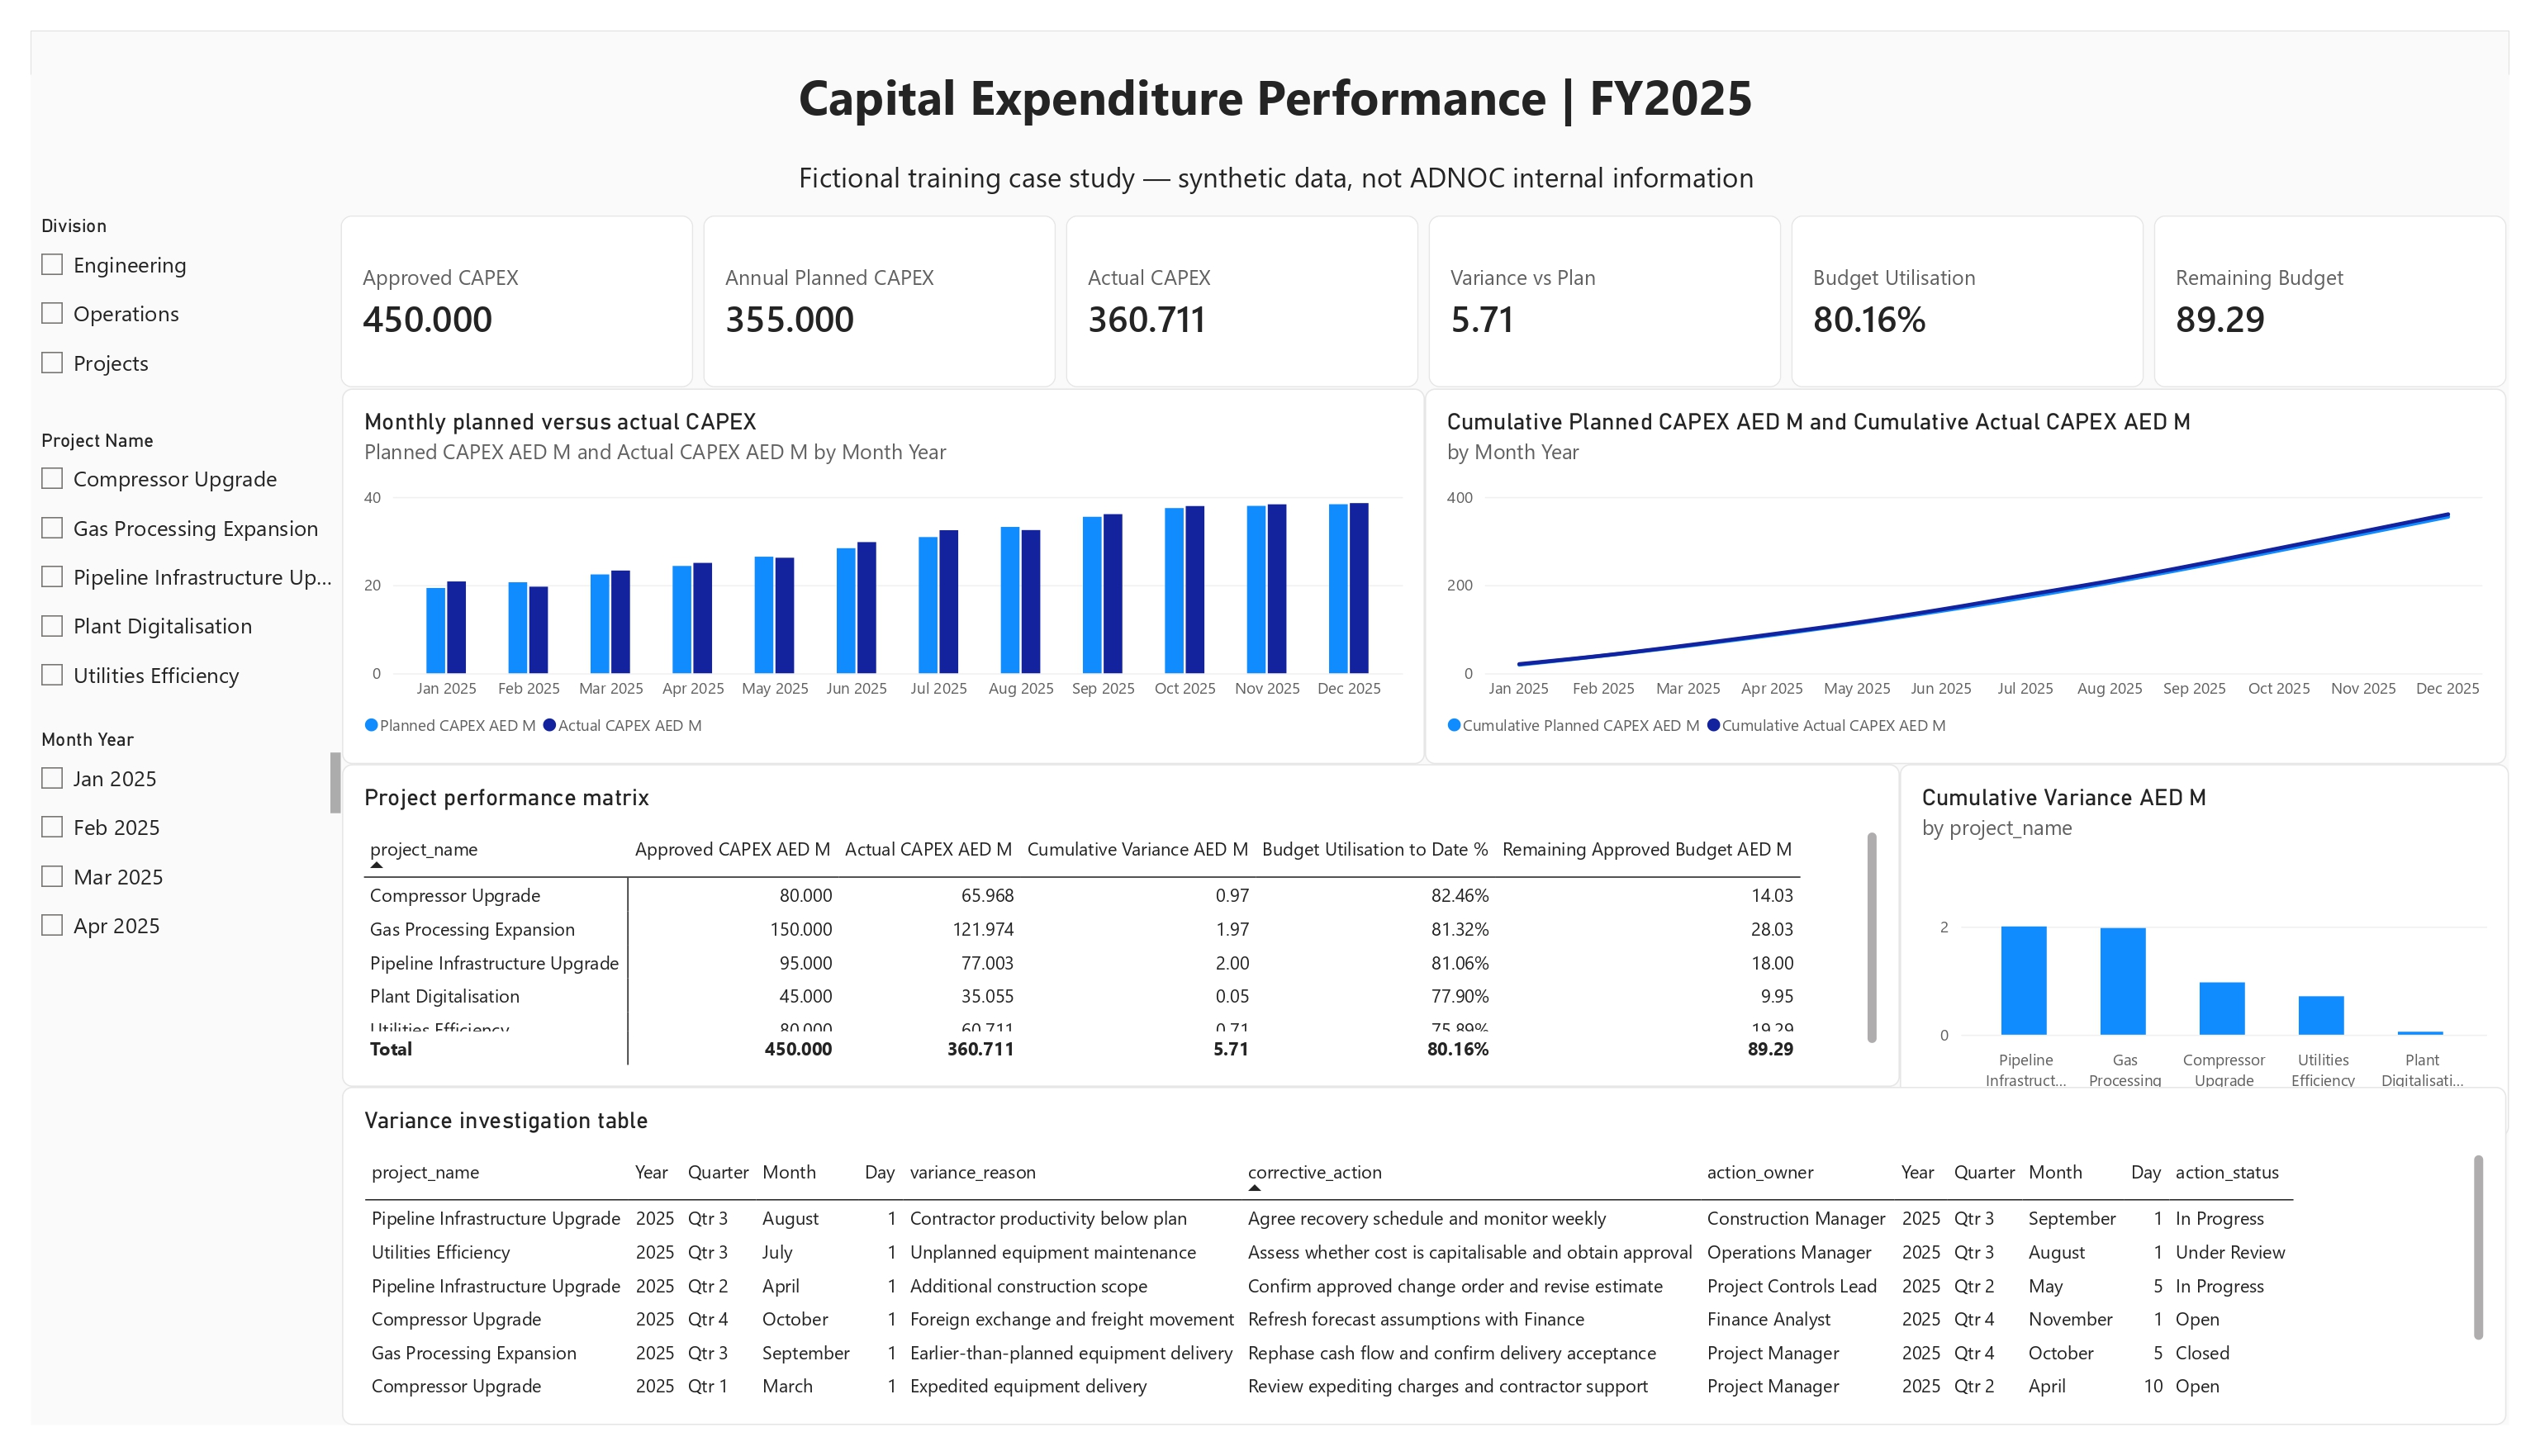 Capital Expenditure Performance | FY2025
Fictional training case study — synthetic data, not ADNOC internal information
Division
Engineering
Operations
Projects
Project Name
Compressor Upgrade
Gas Processing Expansion
Pipeline Infrastructure Up...
Plant Digitalisation
Utilities Efficiency
Month Year
Jan 2025
Feb 2025
Mar 2025
Apr 2025
Approved CAPEX
450.000
Annual Planned CAPEX
355.000
Actual CAPEX
360.711
Variance vs Plan
5.71
Budget Utilisation
80.16%
Remaining Budget
89.29
Monthly planned versus actual CAPEX
Planned CAPEX AED M and Actual CAPEX AED M by Month Year
40
20
0
Jan 2025 Feb 2025 Mar 2025 Apr 2025 May 2025 Jun 2025 Jul 2025 Aug 2025 Sep 2025 Oct 2025 Nov 2025 Dec 2025
Planned CAPEX AED M Actual CAPEX AED M
Cumulative Planned CAPEX AED M and Cumulative Actual CAPEX AED M
by Month Year
400
200
0
Jan 2025 Feb 2025 Mar 2025 Apr 2025 May 2025 Jun 2025 Jul 2025 Aug 2025 Sep 2025 Oct 2025 Nov 2025 Dec 2025
Cumulative Planned CAPEX AED M Cumulative Actual CAPEX AED M
Project performance matrix
project_name Approved CAPEX AED M Actual CAPEX AED M Cumulative Variance AED M Budget Utilisation to Date % Remaining Approved Budget AED M
Compressor Upgrade 80.000 65.968 0.97 82.46% 14.03
Gas Processing Expansion 150.000 121.974 1.97 81.32% 28.03
Pipeline Infrastructure Upgrade 95.000 77.003 2.00 81.06% 18.00
Plant Digitalisation 45.000 35.055 0.05 77.90% 9.95
Utilities Efficiency 80.000 60.711 0.71 75.89% 19.29
Total 450.000 360.711 5.71 80.16% 89.29
Cumulative Variance AED M
by project_name
2
0
Pipeline Gas Compressor Utilities Plant
Infrastruct... Processing Upgrade Efficiency Digitalisati...
Variance investigation table
project_name Year Quarter Month Day variance_reason corrective_action action_owner Year Quarter Month Day action_status
Pipeline Infrastructure Upgrade 2025 Qtr 3 August 1 Contractor productivity below plan Agree recovery schedule and monitor weekly Construction Manager 2025 Qtr 3 September 1 In Progress
Utilities Efficiency 2025 Qtr 3 July 1 Unplanned equipment maintenance Assess whether cost is capitalisable and obtain approval Operations Manager 2025 Qtr 3 August 1 Under Review
Pipeline Infrastructure Upgrade 2025 Qtr 2 April 1 Additional construction scope Confirm approved change order and revise estimate Project Controls Lead 2025 Qtr 2 May 5 In Progress
Compressor Upgrade 2025 Qtr 4 October 1 Foreign exchange and freight movement Refresh forecast assumptions with Finance Finance Analyst 2025 Qtr 4 November 1 Open
Gas Processing Expansion 2025 Qtr 3 September 1 Earlier-than-planned equipment delivery Rephase cash flow and confirm delivery acceptance Project Manager 2025 Qtr 4 October 5 Closed
Compressor Upgrade 2025 Qtr 1 March 1 Expedited equipment delivery Review expediting charges and contractor support Project Manager 2025 Qtr 2 April 10 Open